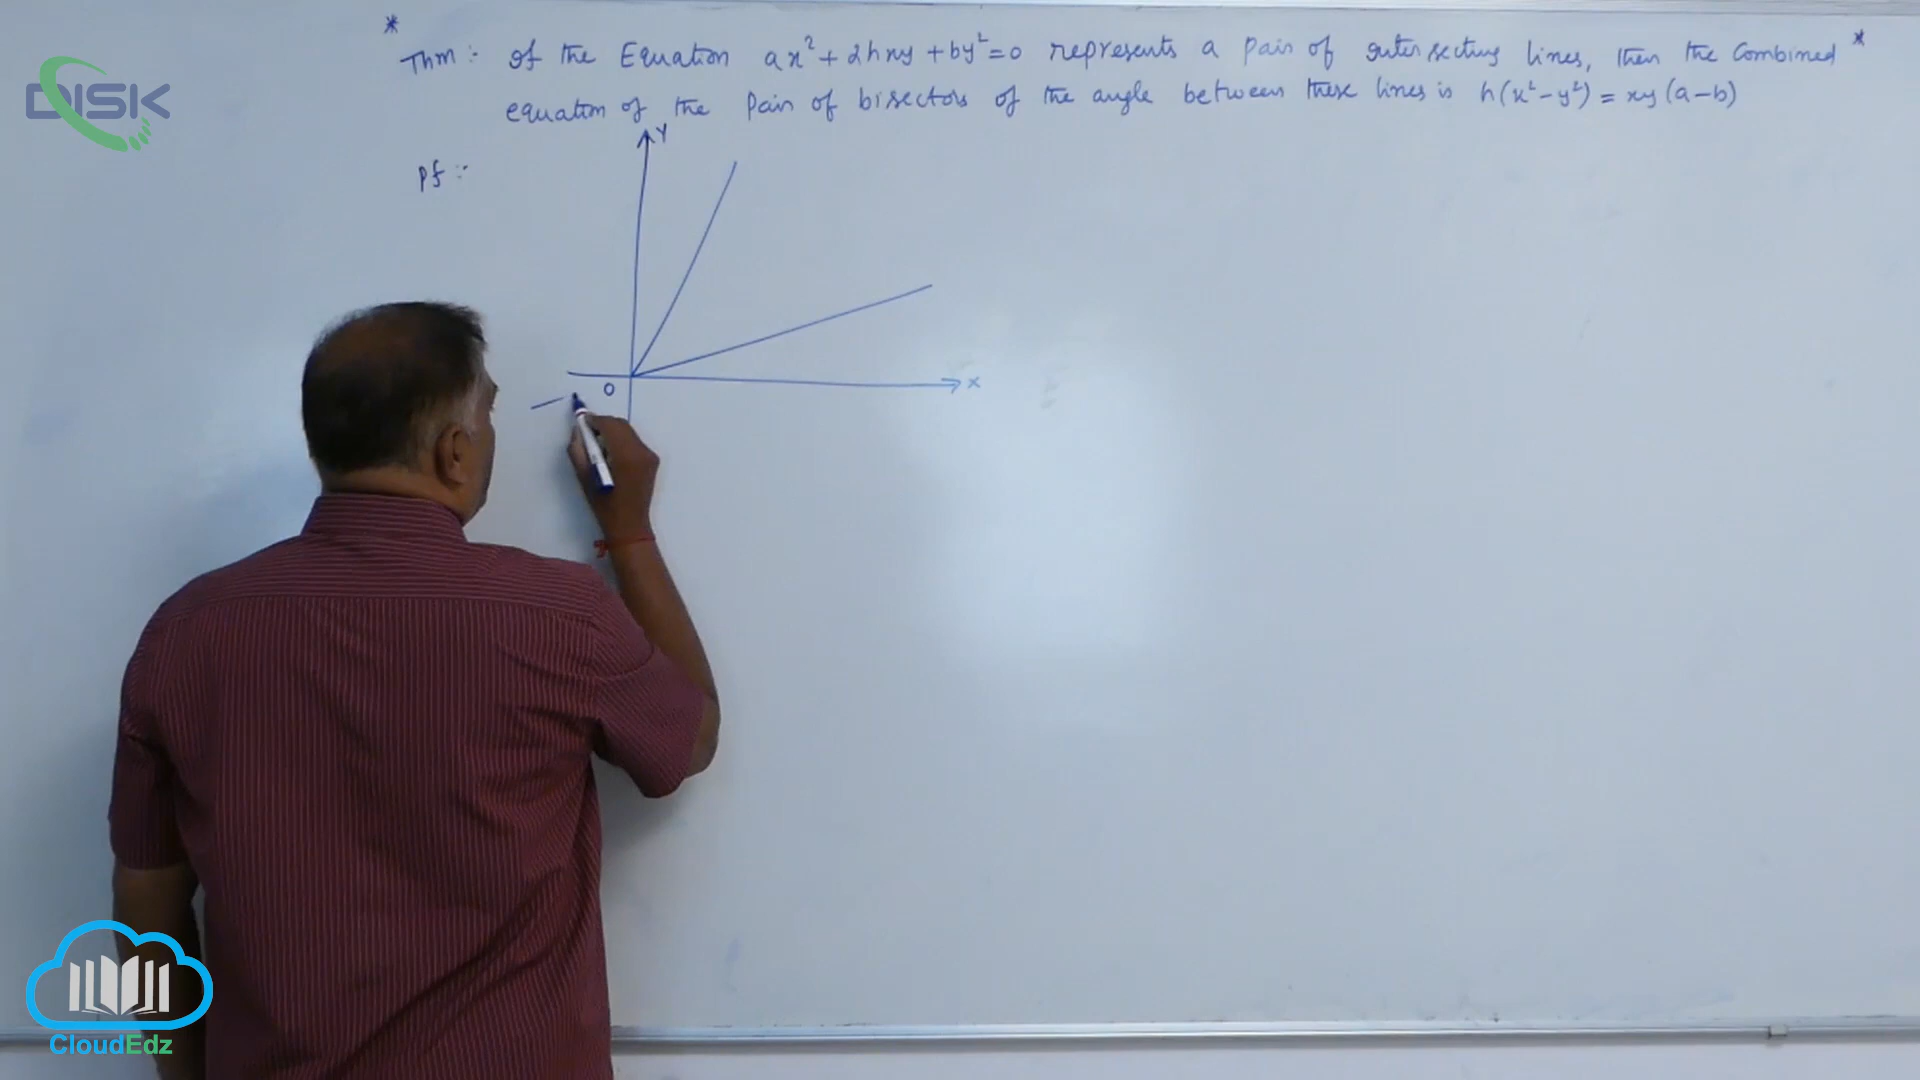 *
DISK
Thm :- If the Equation ax²+2hxy+by²=0 represents a pair of intersecting lines, then the combined *
equation of the pair of bisectors of the angle between these lines is h(x²-y²) = xy(a-b)
Y
Pf :-
X
O
CloudEdz